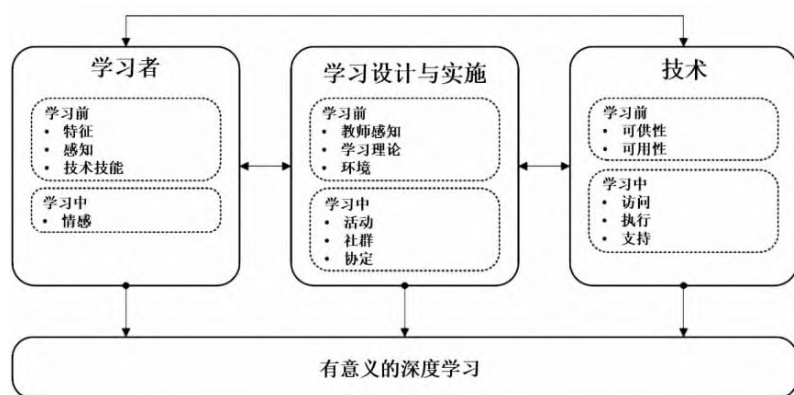 学习者
学习前
• 特征
• 感知
• 技术技能
学习中
• 情感
学习设计与实施
学习前
• 教师感知
• 学习理论
• 环境
学习中
• 活动
• 社群
• 协定
技术
学习前
• 可供性
• 可用性
学习中
• 访问
• 执行
• 支持
有意义的深度学习